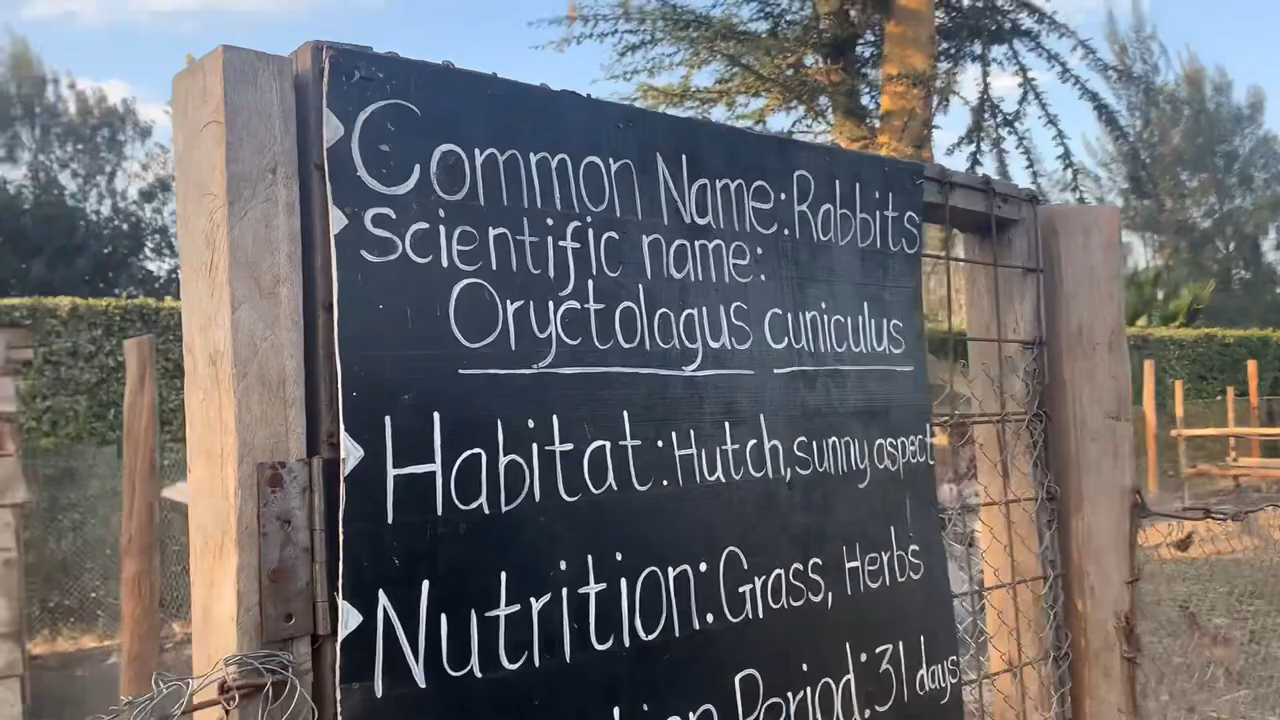 Common Name: Rabbits
Scientific name:
Oryctolagus cuniculus
Habitat: Hutch, sunny aspect
Nutrition: Grass, Herbs
Period: 31 days